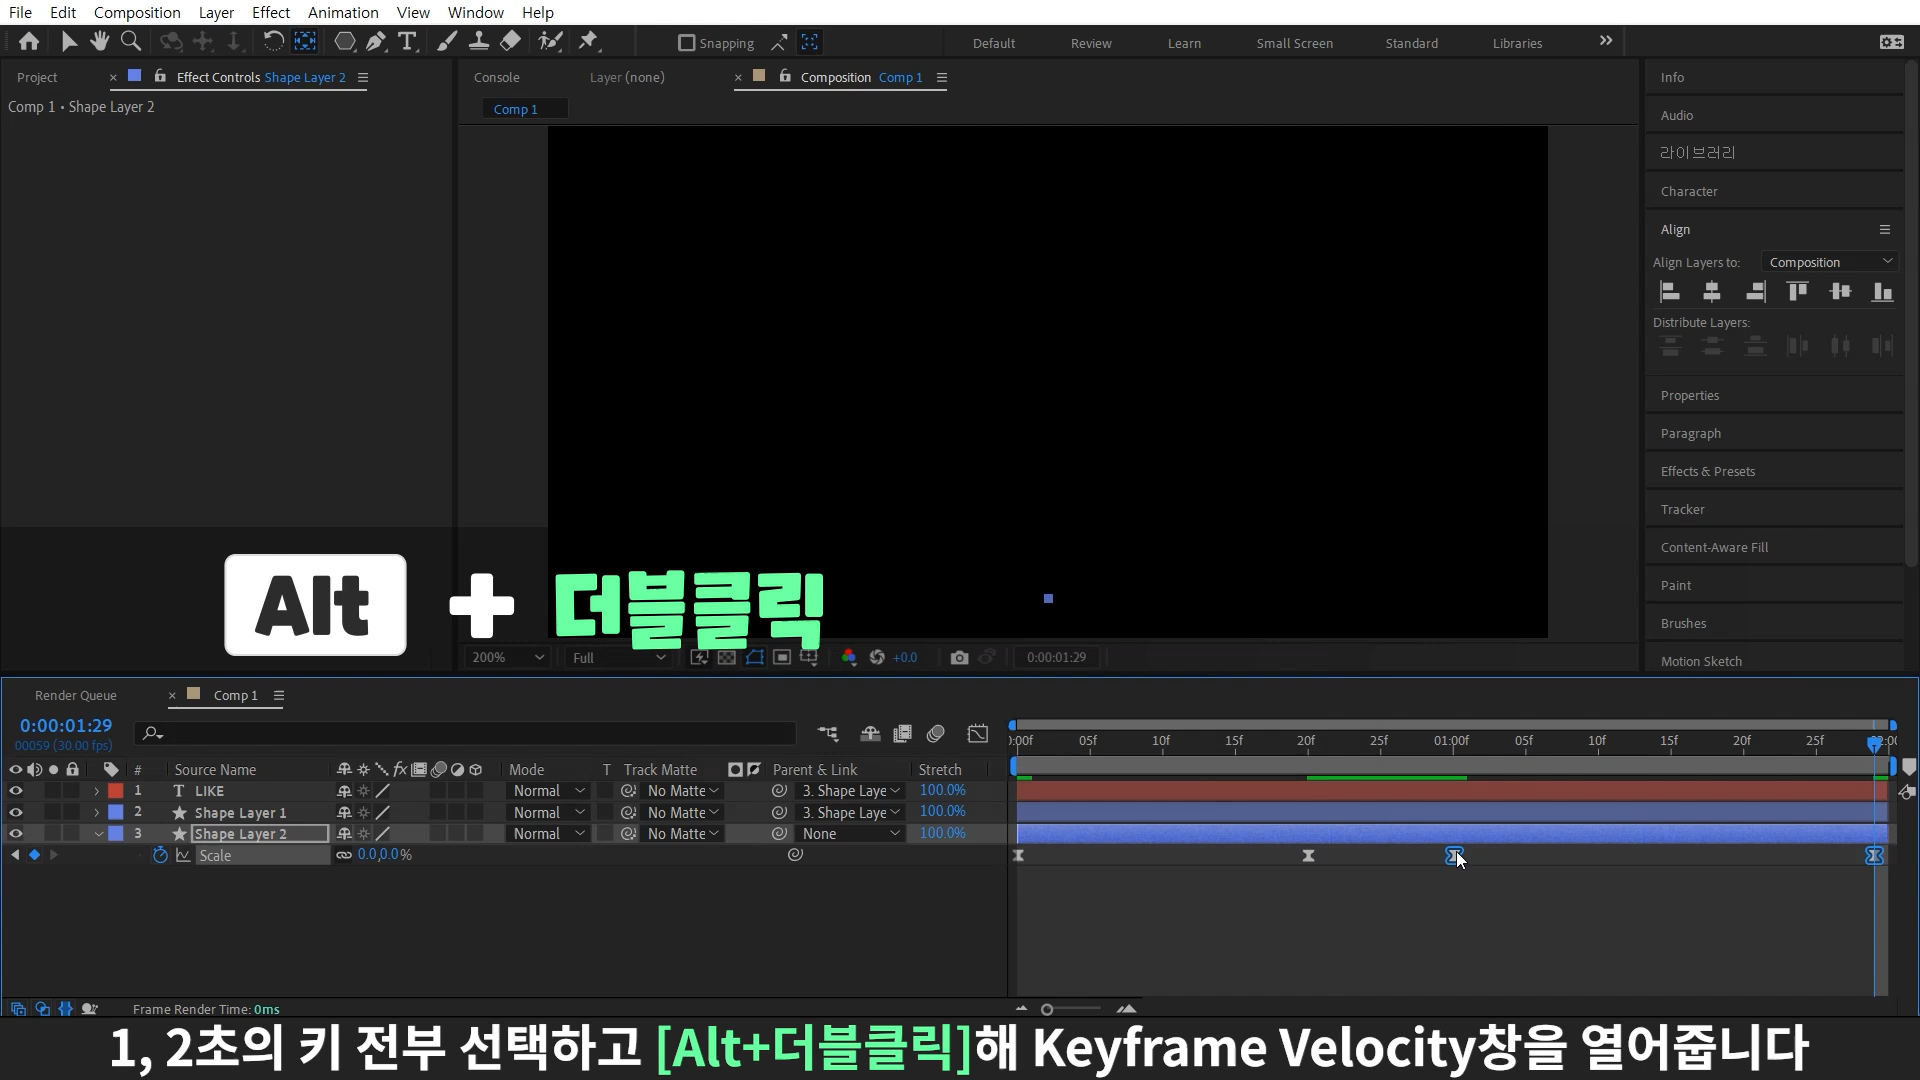 File Edit Composition Layer Effect Animation View Window Help
Snapping Default Review Learn Small Screen Standard Libraries
Project Effect Controls Shape Layer 2 Console Layer (none) Composition Comp 1 Info
Comp 1 • Shape Layer 2
Comp 1
Audio
라이브러리
Character
Align
Align Layers to: Composition
Distribute Layers:
Properties
Paragraph
Effects & Presets
Tracker
Content-Aware Fill
Paint
Brushes
Motion Sketch
Alt + 더블클릭
200% Full +0.0 0:00:01:29
Render Queue Comp 1
0:00:01:29
00059 (30.00 fps)
05f 10f 15f 20f 25f 01:00f 05f 10f 15f 20f 25f
# Source Name fx Mode T Track Matte Parent & Link Stretch
1 T LIKE Normal No Matte 3. Shape Laye 100.0%
2 Shape Layer 1 Normal No Matte 3. Shape Laye 100.0%
3 Shape Layer 2 Normal No Matte None 100.0%
Scale 0.0,0.0%
Frame Render Time: 0ms
1, 2초의 키 전부 선택하고 [Alt+더블클릭]해 Keyframe Velocity창을 열어줍니다